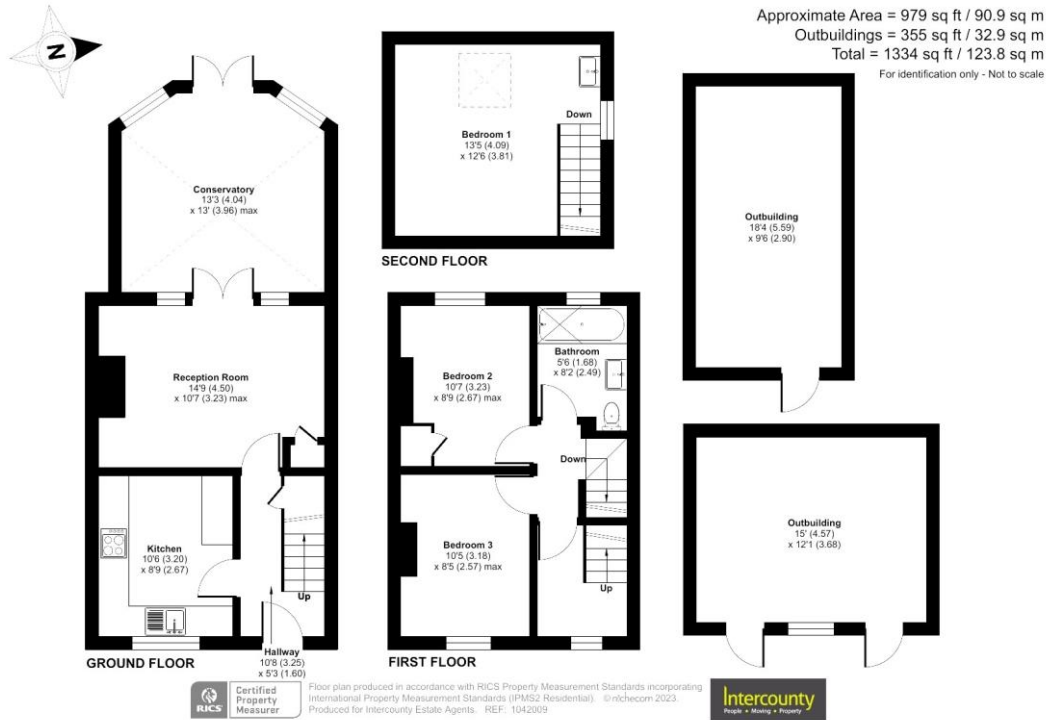 Approximate Area = 979 sq ft / 90.9 sq m
Outbuildings = 355 sq ft / 32.9 sq m
Total = 1334 sq ft / 123.8 sq m
For identification only - Not to scale
N
Conservatory
13'3 (4.04)
x 13' (3.96) max
Reception Room
14'9 (4.50)
x 10'7 (3.23) max
Kitchen
10'6 (3.20)
x 8'9 (2.67)
Up
Hallway
10'8 (3.25)
x 5'3 (1.60)
GROUND FLOOR
Bedroom 1
13'5 (4.09)
x 12'6 (3.81)
Down
SECOND FLOOR
Bedroom 2
10'7 (3.23)
x 8'9 (2.67) max
Bathroom
5'6 (1.68)
x 8'2 (2.49)
Down
Bedroom 3
10'5 (3.18)
x 8'5 (2.57) max
Up
FIRST FLOOR
Outbuilding
18'4 (5.59)
x 9'6 (2.90)
Outbuilding
15' (4.57)
x 12'1 (3.68)
RICS
Certified
Property
Measurer
Floor plan produced in accordance with RICS Property Measurement Standards incorporating
International Property Measurement Standards (IPMS2 Residential). © nichecom 2023.
Produced for Intercounty Estate Agents. REF: 1042009
Intercounty
People • Moving • Property